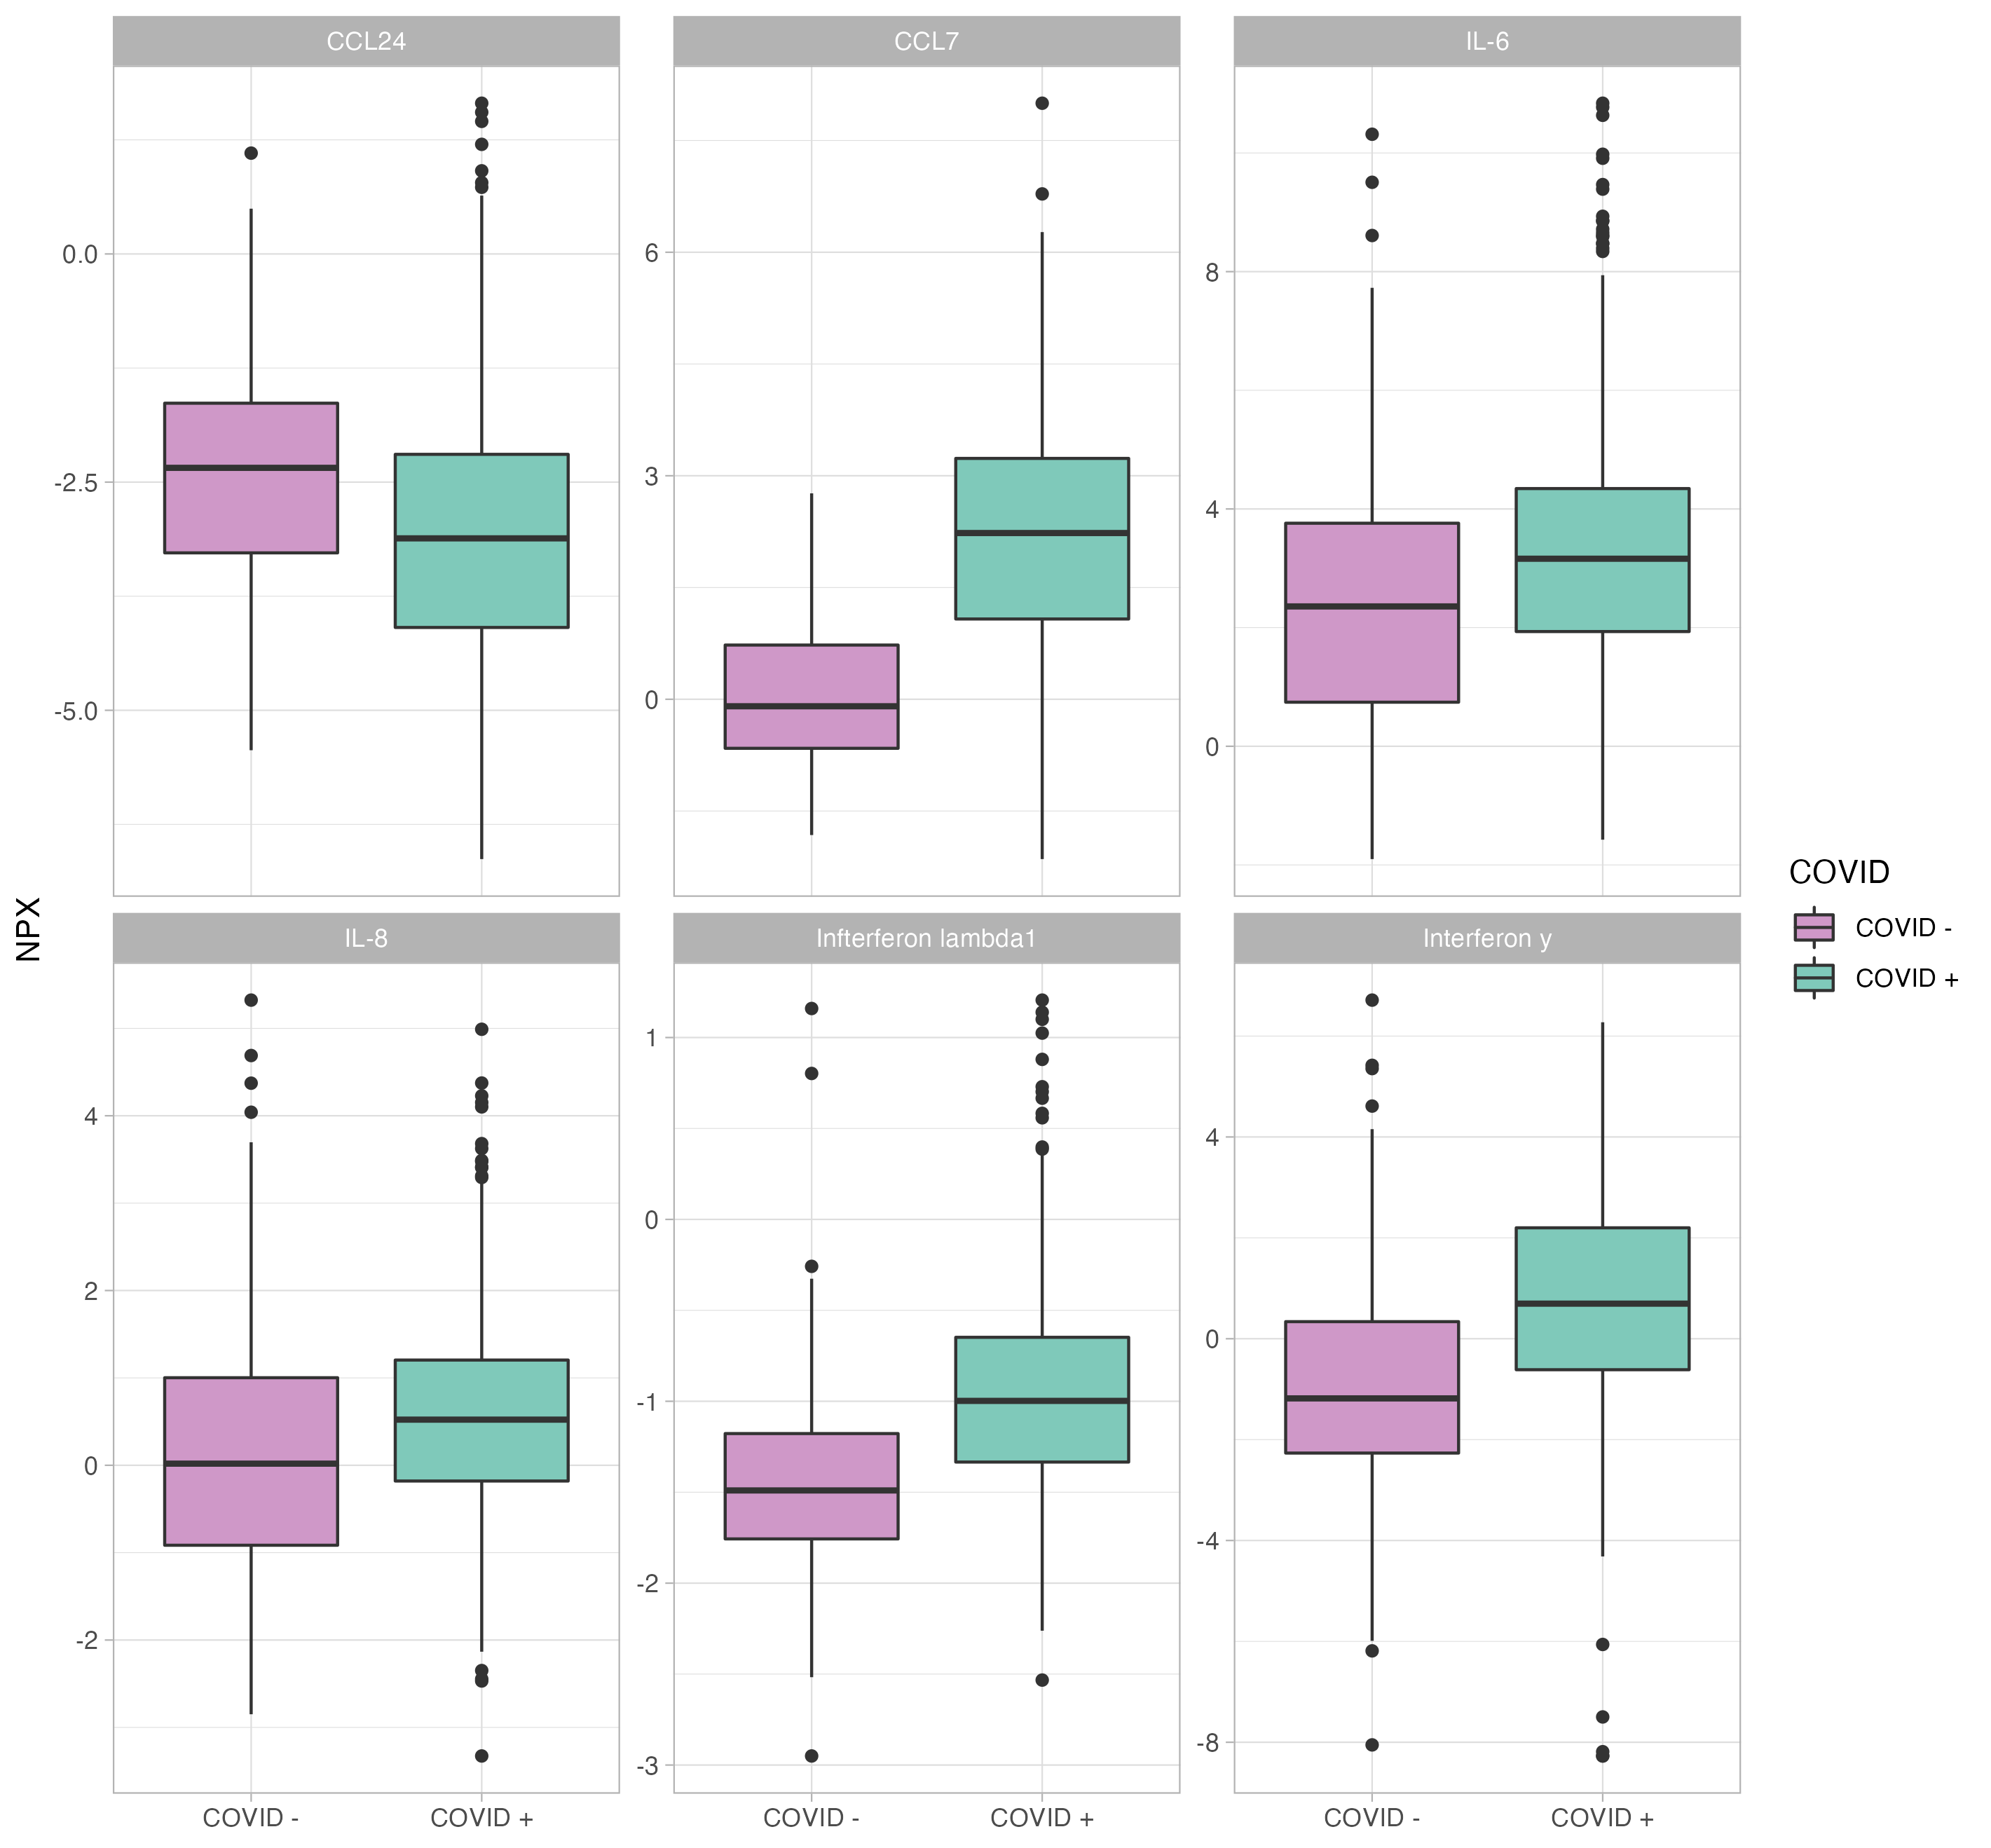 CCL24
CCL7
IL-6
0.0
-2.5
-5.0
6
3
0
8
4
0
NPX
IL-8
Infterferon lambda1
Interferon y
4
2
0
-2
1
0
-1
-2
-3
4
0
-4
-8
COVID -
COVID +
COVID -
COVID +
COVID -
COVID +
COVID
COVID -
COVID +